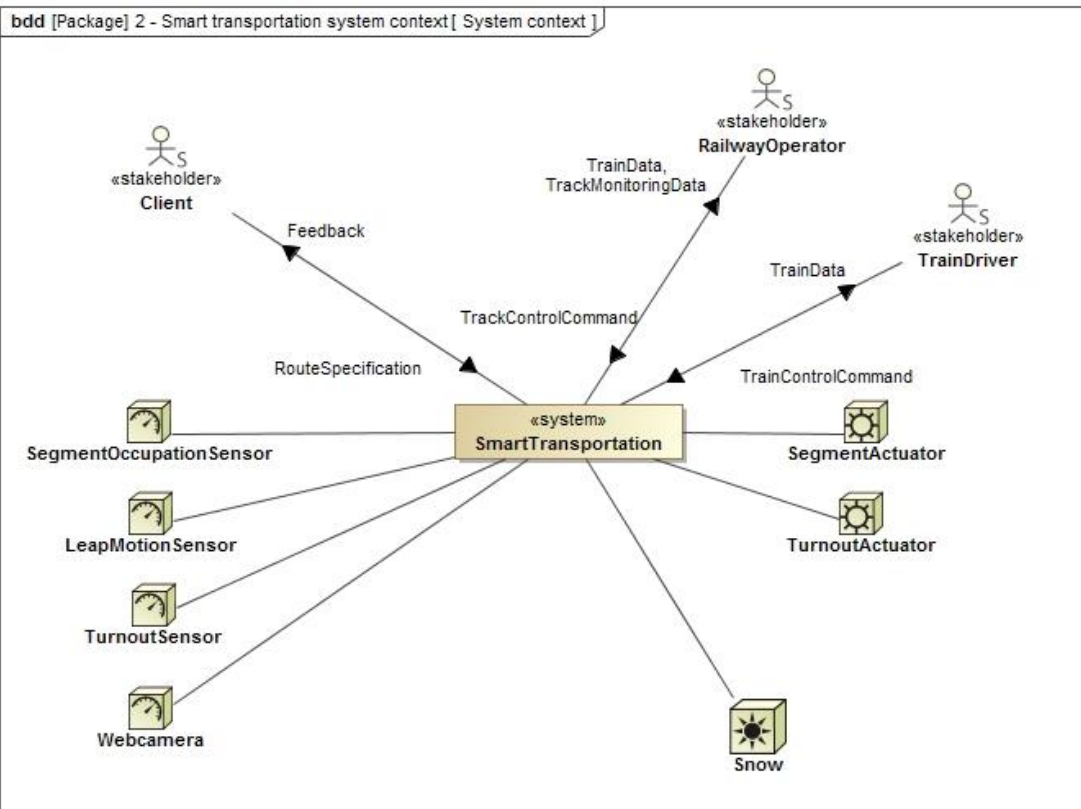 bdd [Package] 2 - Smart transportation system context [ System context ]
S
«stakeholder»
RailwayOperator
S
«stakeholder»
Client
TrainData,
TrackMonitoringData
S
«stakeholder»
TrainDriver
Feedback
TrainData
TrackControlCommand
RouteSpecification
TrainControlCommand
«system»
SmartTransportation
SegmentOccupationSensor
SegmentActuator
LeapMotionSensor
TurnoutActuator
TurnoutSensor
Webcamera
Snow